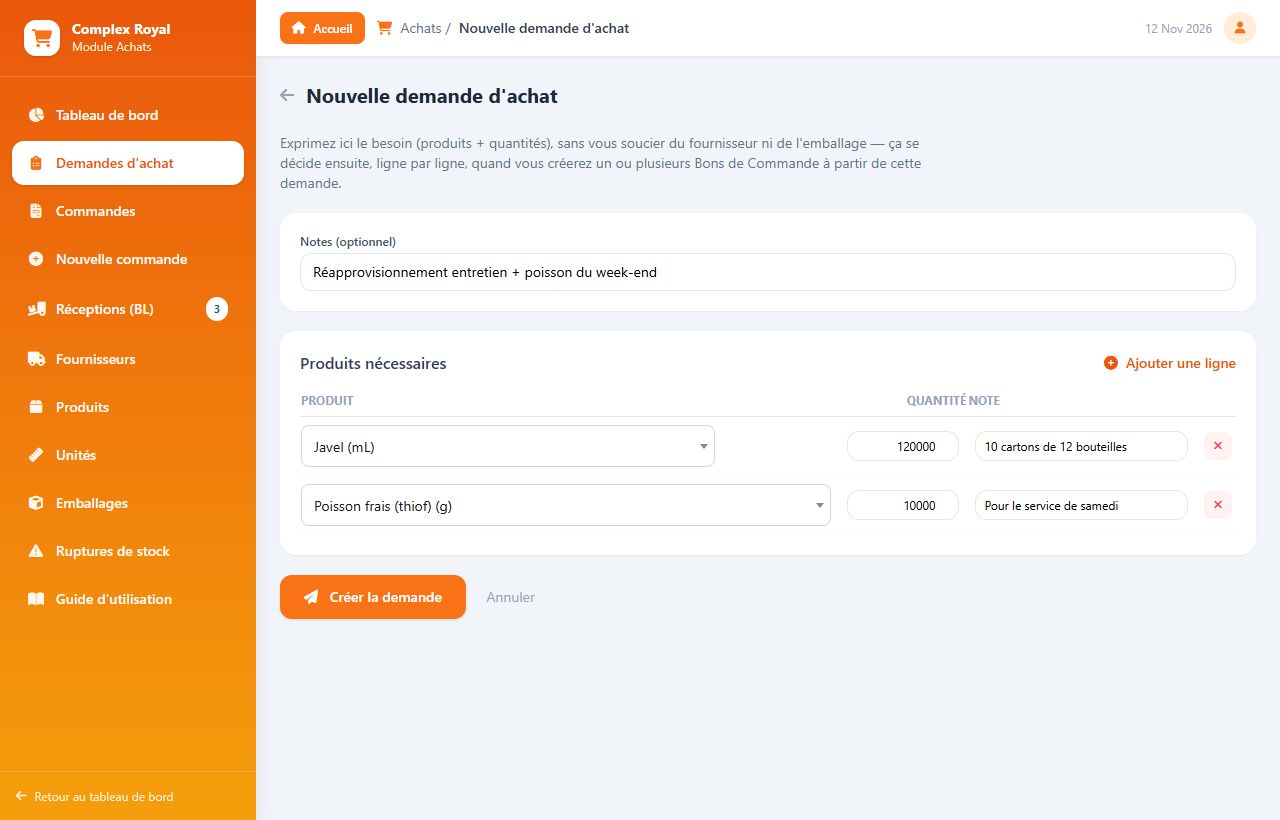 Complex Royal
Module Achats
Tableau de bord
Demandes d'achat
Commandes
Nouvelle commande
Réceptions (BL) 3
Fournisseurs
Produits
Unités
Emballages
Ruptures de stock
Guide d'utilisation
Retour au tableau de bord
Accueil Achats / Nouvelle demande d'achat 12 Nov 2026
Nouvelle demande d'achat
Exprimez ici le besoin (produits + quantités), sans vous soucier du fournisseur ni de l'emballage — ça se
décide ensuite, ligne par ligne, quand vous créerez un ou plusieurs Bons de Commande à partir de cette
demande.
Notes (optionnel)
Réapprovisionnement entretien + poisson du week-end
Produits nécessaires Ajouter une ligne
PRODUIT QUANTITÉ NOTE
Javel (mL) 120000 10 cartons de 12 bouteilles
Poisson frais (thiof) (g) 10000 Pour le service de samedi
Créer la demande Annuler